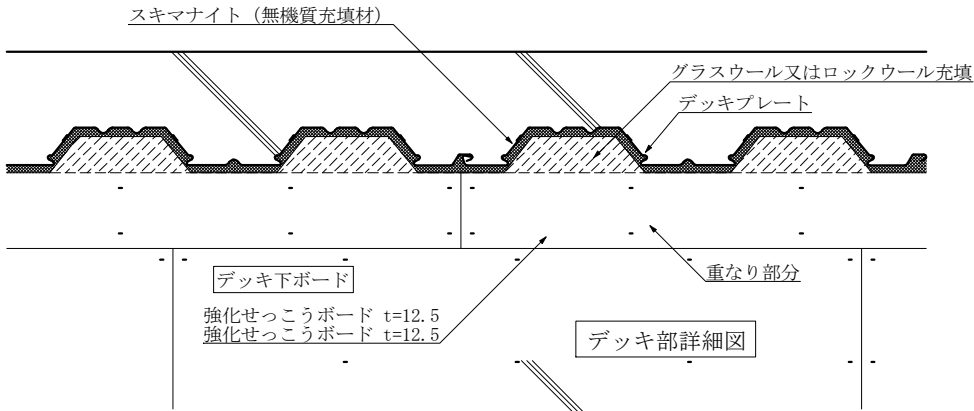 スキマナイト（無機質充填材）
グラスウール又はロックウール充填
デッキプレート
重なり部分
デッキ下ボード
強化せっこうボード t=12.5
強化せっこうボード t=12.5
デッキ部詳細図